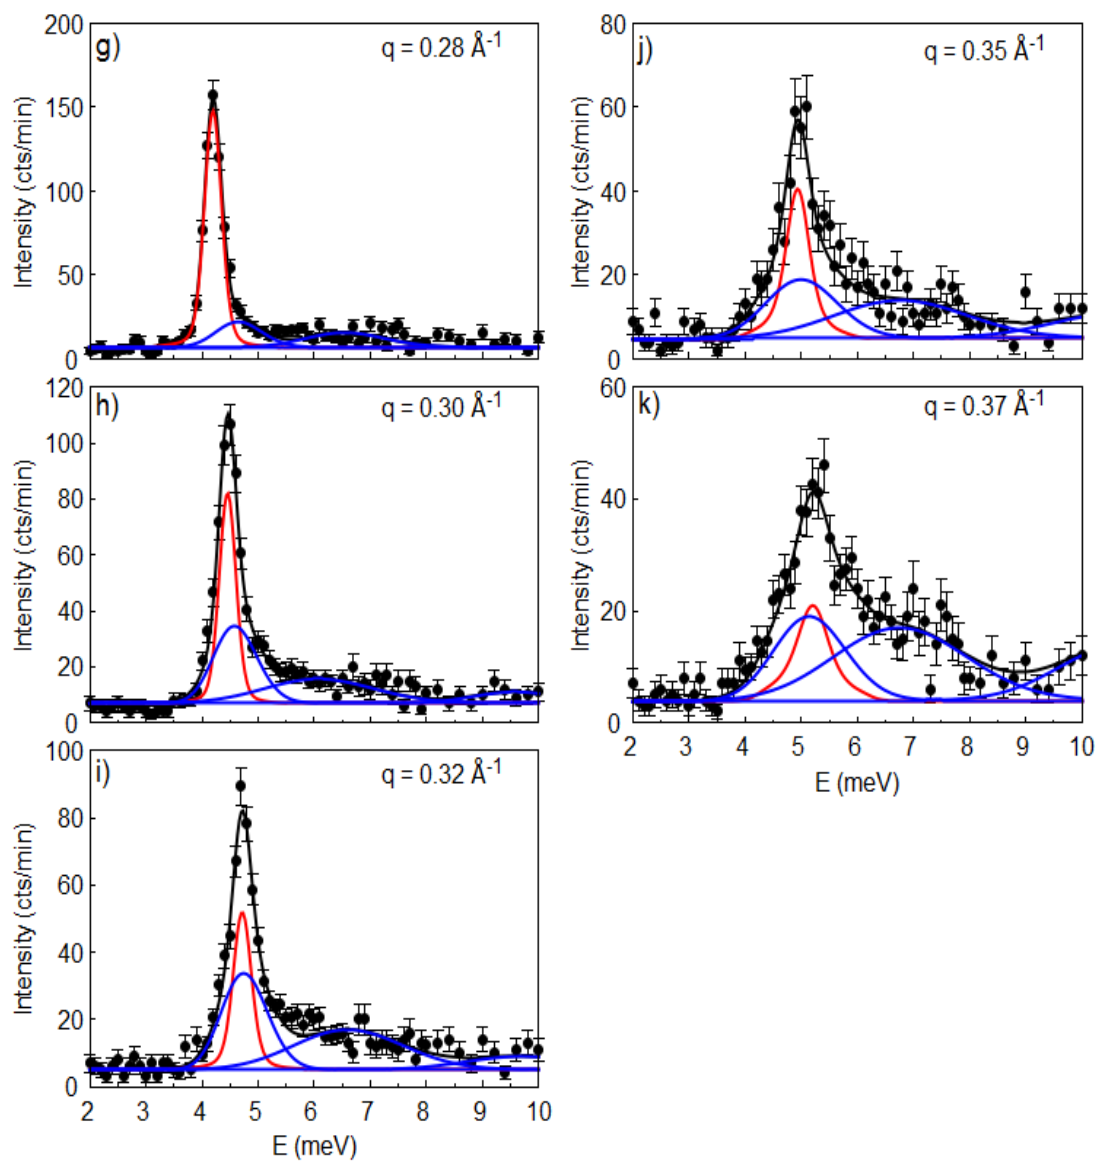 g)
q = 0.28 Å-1
Intensity (cts/min)
200
150
100
50
0
h)
q = 0.30 Å-1
Intensity (cts/min)
120
100
80
60
40
20
0
i)
q = 0.32 Å-1
Intensity (cts/min)
100
80
60
40
20
0
2 3 4 5 6 7 8 9 10
E (meV)
j)
q = 0.35 Å-1
Intensity (cts/min)
80
60
40
20
0
k)
q = 0.37 Å-1
Intensity (cts/min)
60
40
20
0
2 3 4 5 6 7 8 9 10
E (meV)